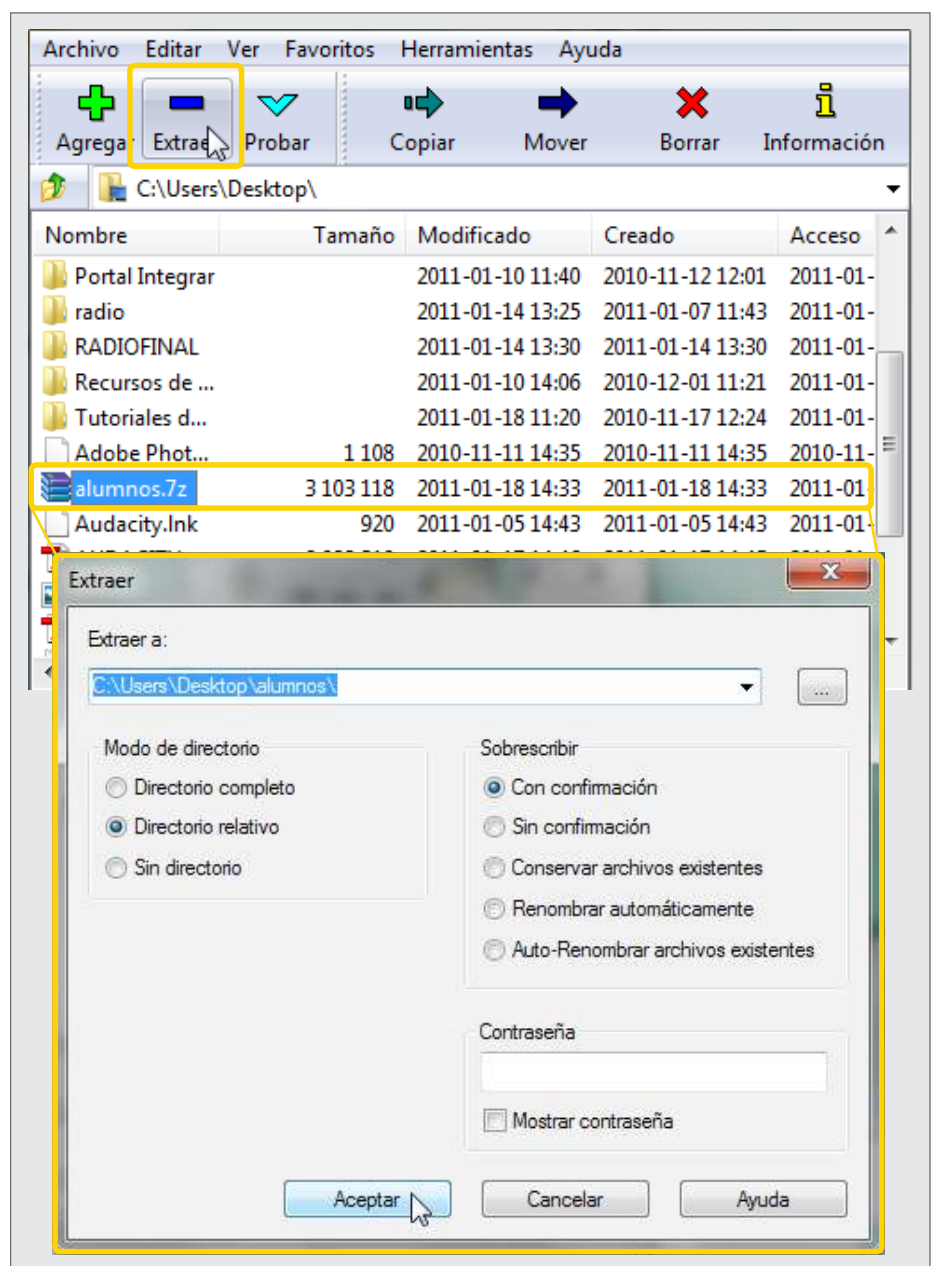 Archivo Editar Ver Favoritos Herramientas Ayuda
Agregar Extrae Probar Copiar Mover Borrar Información
C:\Users\Desktop\
Nombre Tamaño Modificado Creado Acceso
Portal Integrar 2011-01-10 11:40 2010-11-12 12:01 2011-01-
radio 2011-01-14 13:25 2011-01-07 11:43 2011-01-
RADIOFINAL 2011-01-14 13:30 2011-01-14 13:30 2011-01-
Recursos de ... 2011-01-10 14:06 2010-12-01 11:21 2011-01-
Tutoriales d... 2011-01-18 11:20 2010-11-17 12:24 2011-01-
Adobe Phot... 1 108 2010-11-11 14:35 2010-11-11 14:35 2010-11-
alumnos.7z 3 103 118 2011-01-18 14:33 2011-01-18 14:33 2011-01-
Audacity.lnk 920 2011-01-05 14:43 2011-01-05 14:43 2011-01-
Extraer
Extraer a:
C:\Users\Desktop\alumnos\
...
Modo de directorio
Directorio completo
Directorio relativo
Sin directorio
Sobrescribir
Con confirmación
Sin confirmación
Conservar archivos existentes
Renombrar automáticamente
Auto-Renombrar archivos existentes
Contraseña
Mostrar contraseña
Aceptar Cancelar Ayuda